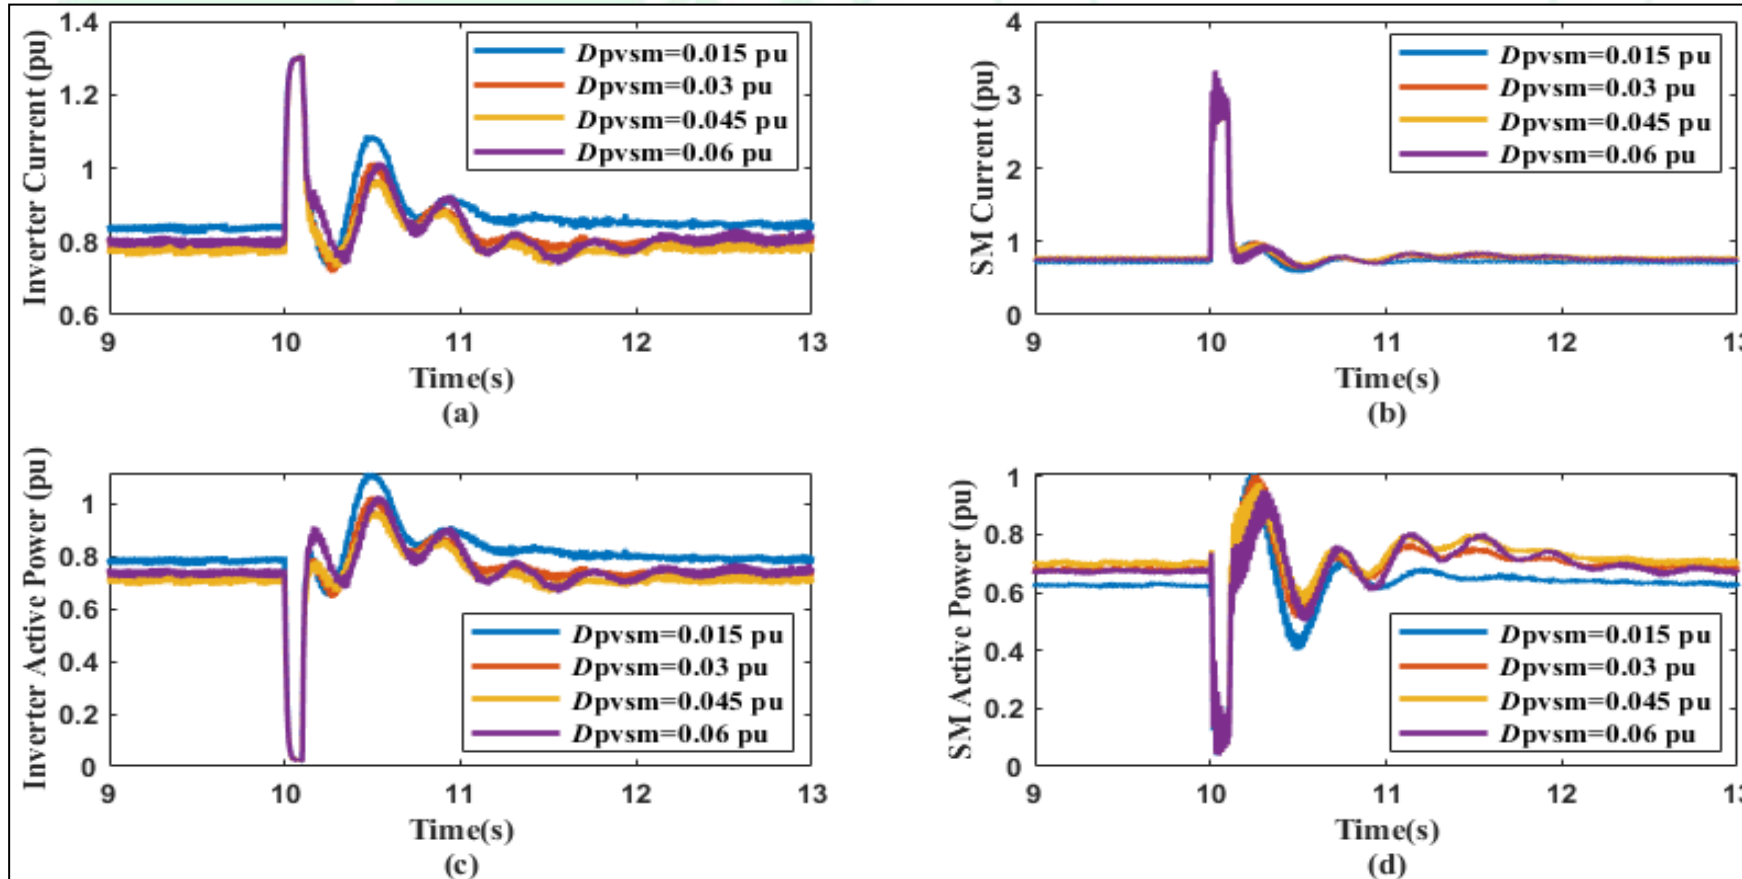 Inverter Current (pu)
1.4
1.2
1
0.8
0.6
9
10
11
12
13
Dpvsm=0.015 pu
Dpvsm=0.03 pu
Dpvsm=0.045 pu
Dpvsm=0.06 pu
Time(s)
(a)
SM Current (pu)
4
3
2
1
0
9
10
11
12
13
Dpvsm=0.015 pu
Dpvsm=0.03 pu
Dpvsm=0.045 pu
Dpvsm=0.06 pu
Time(s)
(b)
Inverter Active Power (pu)
1
0.8
0.6
0.4
0.2
0
9
10
11
12
13
Dpvsm=0.015 pu
Dpvsm=0.03 pu
Dpvsm=0.045 pu
Dpvsm=0.06 pu
Time(s)
(c)
SM Active Power (pu)
1
0.8
0.6
0.4
0.2
0
9
10
11
12
13
Dpvsm=0.015 pu
Dpvsm=0.03 pu
Dpvsm=0.045 pu
Dpvsm=0.06 pu
Time(s)
(d)